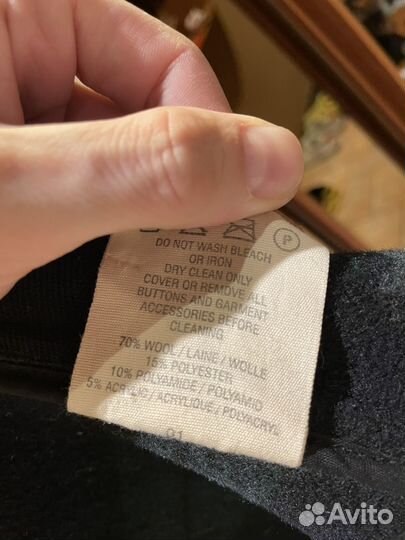 P
DO NOT WASH BLEACH
OR IRON
DRY CLEAN ONLY
COVER OR REMOVE ALL
BUTTONS AND GARMENT
ACCESSORIES BEFORE
CLEANING
70% WOOL / LAINE / WOLLE
15% POLYESTER
10% POLYAMIDE / POLYAMID
5% ACRYLIC / ACRYLIQUE / POLYACRYL
Avito